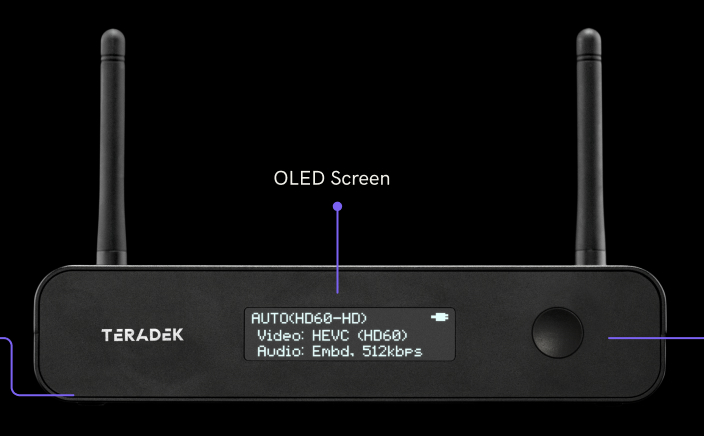 OLED Screen
AUTO(HD60-HD)
TERADEK
Video: HEVC (HD60)
Audio: Embd, 512kbps